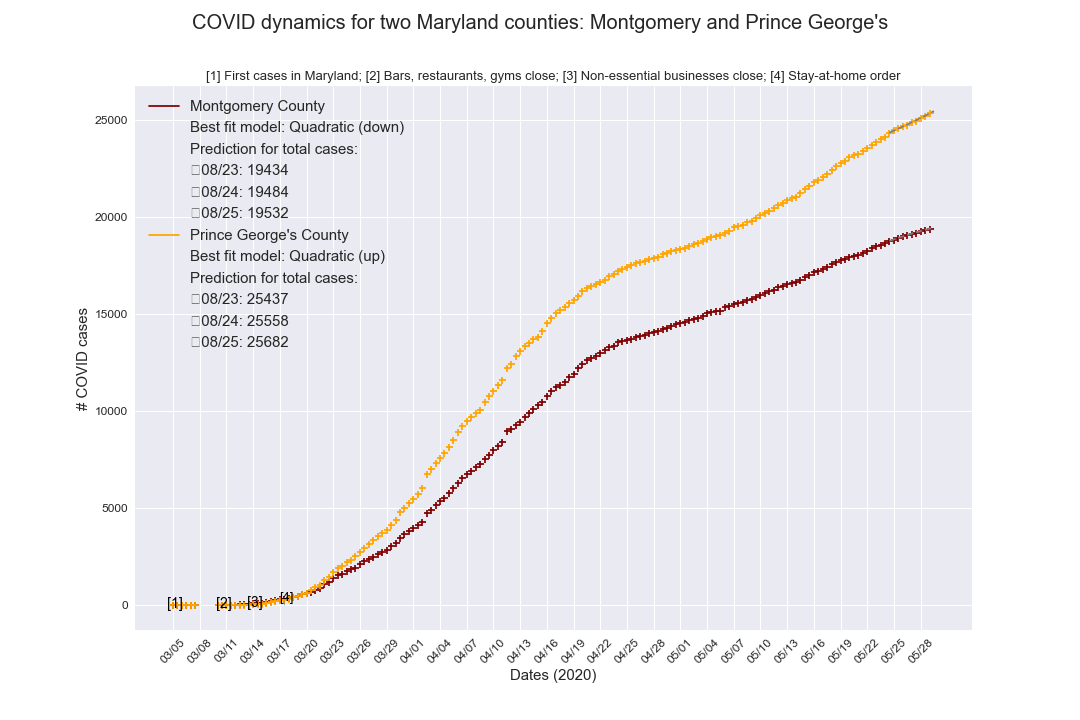 COVID dynamics for two Maryland counties: Montgomery and Prince George's
[1] First cases in Maryland; [2] Bars, restaurants, gyms close; [3] Non-essential businesses close; [4] Stay-at-home order
Montgomery County
Best fit model: Quadratic (down)
Prediction for total cases:
▯08/23: 19434
▯08/24: 19484
▯08/25: 19532
Prince George's County
Best fit model: Quadratic (up)
Prediction for total cases:
▯08/23: 25437
▯08/24: 25558
▯08/25: 25682
# COVID cases
25000
20000
15000
10000
5000
0
[1] [2] [3] [4]
03/05 03/08 03/11 03/14 03/17 03/20 03/23 03/26 03/29 04/01 04/04 04/07 04/10 04/13 04/16 04/19 04/22 04/25 04/28 05/01 05/04 05/07 05/10 05/13 05/16 05/19 05/22 05/25 05/28
Dates (2020)